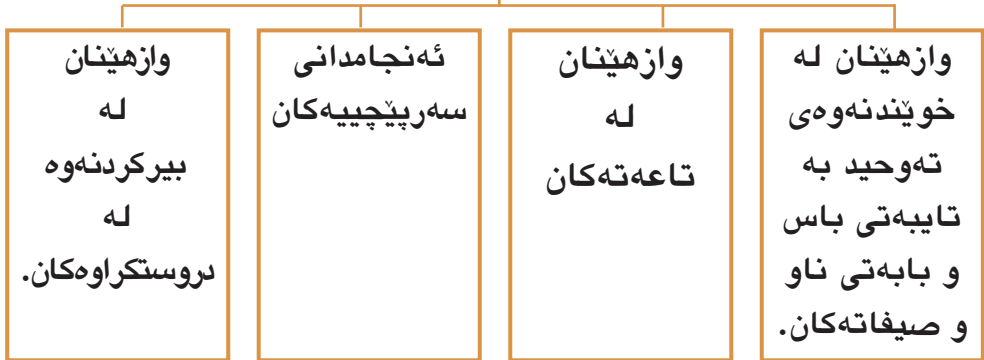 وازهێنان لە
خوێندنەوەی
تەوحید بە
تایبەتی باس
و بابەتی ناو
و صیفاتەکان.
وازهێنان
لە
تاعەتەکان
ئەنجامدانی
سەرپێچییەکان
وازهێنان
لە
بیرکردنەوە
لە
دروستکراوەکان.